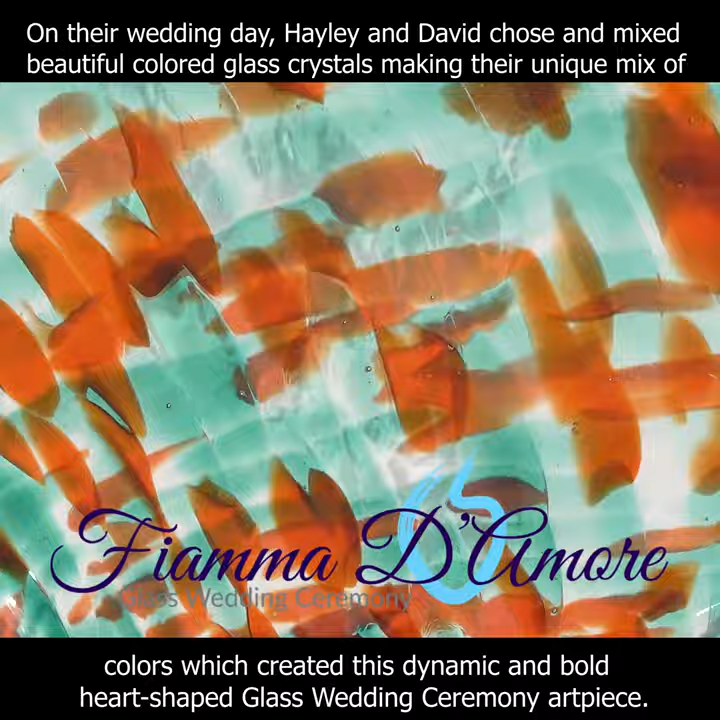 On their wedding day, Hayley and David chose and mixed
beautiful colored glass crystals making their unique mix of
Fiamma D'Amore
Glass Wedding Ceremony
colors which created this dynamic and bold
heart-shaped Glass Wedding Ceremony artpiece.